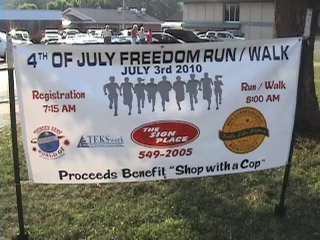 4TH OF JULY FREEDOM RUN / WALK
JULY 3rd 2010
Registration
7:15 AM
Run / Walk
8:00 AM
TEKSwork
THE SIGN PLACE
549-2005
Proceeds Benefit "Shop with a Cop"